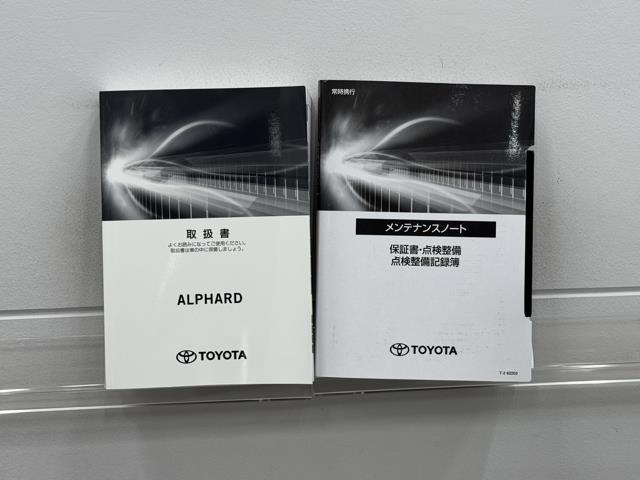 取扱書
よくお読みになってご使用ください。
取扱書は車の中に保管しましょう。
ALPHARD
TOYOTA
常時携行
メンテナンスノート
保証書・点検整備
点検整備記録簿
TOYOTA